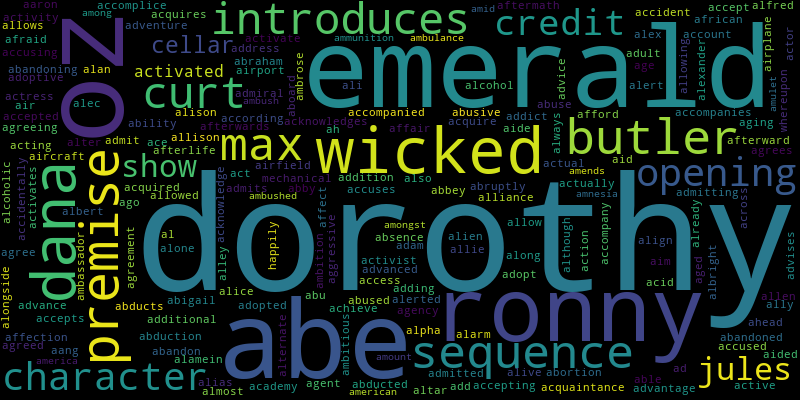 aaron among accomplice acquires introduces amid aftermath african accept alfred
activity adventure activate ammunition ambulance credit accident
allows accusing afraid cellar address alex account airplane actor
abandoning alan activated abraham ambrose emerald adult allowing alexander
adoptive alec curt airport ali alcohol advice age alert amulet whereupon
actress oz alison admiral aboard accompanied abusive abuse afford accompanies
air ability according ambush acknowledges addict always aging
accepted agreeing alter allison afterwards ah affair acquire aide butler afterward
acting admit ace max wicked actual aid agrees
aircraft afterlife airfield accompanied amends opening
accidentally show act mechanical addition also abruptly actually
alcoholic activates dana acquired admits abby accuses abbey alliance amnesia admitting across
premise ago allowed acknowledge ambushed affect dorothy allow although accompany already
albert al amongst alien along action align advises
agree ambassador agreement alone alley happily ambition aggressive absence adam allie albright
alongside activist adopt aim aged
abducts alice advanced access adding acid allen
advance abigail adopted abu abused alerted ronny ally
accepts additional achieve agency ahead
affection abduction alternate abe ambitious alpha alarm abandoned
agreed aang abandon accused
america alamein amount sequence aided
character alias academy agent abducted alive abortion ad jules
almost american altar add accepting acquaintance able advantage active